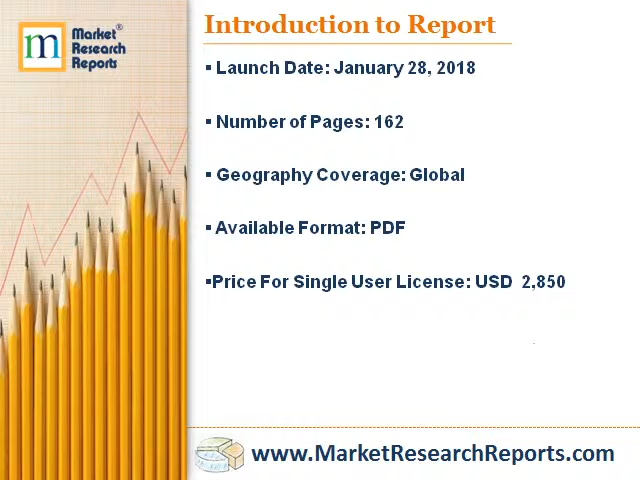 m
Market®
Research
Reports
Introduction to Report
▪ Launch Date: January 28, 2018
▪ Number of Pages: 162
▪ Geography Coverage: Global
▪ Available Format: PDF
▪Price For Single User License: USD  2,850
www.MarketResearchReports.com